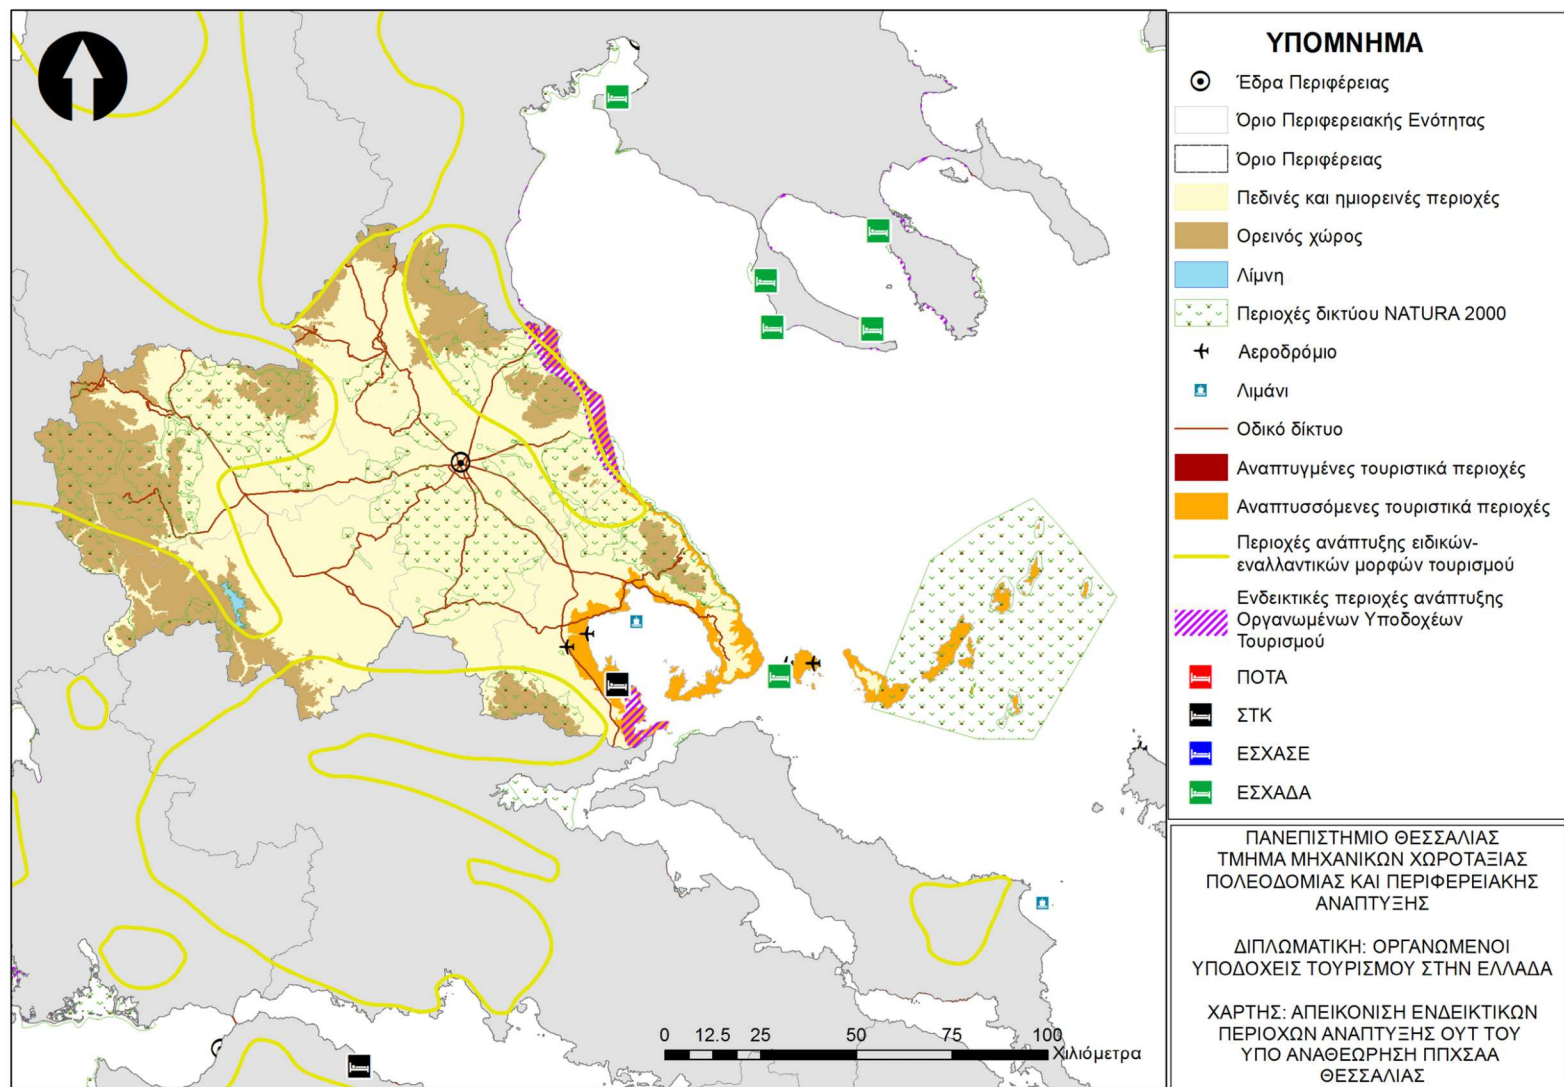 ΥΠΟΜΝΗΜΑ
Έδρα Περιφέρειας
Όριο Περιφερειακής Ενότητας
Όριο Περιφέρειας
Πεδινές και ημιορεινές περιοχές
Ορεινός χώρος
Λίμνη
Περιοχές δικτύου NATURA 2000
Αεροδρόμιο
Λιμάνι
Οδικό δίκτυο
Αναπτυγμένες τουριστικά περιοχές
Αναπτυσσόμενες τουριστικά περιοχές
Περιοχές ανάπτυξης ειδικών-
εναλλαντικών μορφών τουρισμού
Ενδεικτικές περιοχές ανάπτυξης
Οργανωμένων Υποδοχέων
Τουρισμού
ΠΟΤΑ
ΣΤΚ
ΕΣΧΑΣΕ
ΕΣΧΑΔΑ
0 12.5 25 50 75 100
Χιλιόμετρα
ΠΑΝΕΠΙΣΤΗΜΙΟ ΘΕΣΣΑΛΙΑΣ
ΤΜΗΜΑ ΜΗΧΑΝΙΚΩΝ ΧΩΡΟΤΑΞΙΑΣ
ΠΟΛΕΟΔΟΜΙΑΣ ΚΑΙ ΠΕΡΙΦΕΡΕΙΑΚΗΣ
ΑΝΑΠΤΥΞΗΣ
ΔΙΠΛΩΜΑΤΙΚΗ: ΟΡΓΑΝΩΜΕΝΟΙ
ΥΠΟΔΟΧΕΙΣ ΤΟΥΡΙΣΜΟΥ ΣΤΗΝ ΕΛΛΑΔΑ
ΧΑΡΤΗΣ: ΑΠΕΙΚΟΝΙΣΗ ΕΝΔΕΙΚΤΙΚΩΝ
ΠΕΡΙΟΧΩΝ ΑΝΑΠΤΥΞΗΣ ΟΥΤ ΤΟΥ
ΥΠΟ ΑΝΑΘΕΩΡΗΣΗ ΠΠΧΣΑΑ
ΘΕΣΣΑΛΙΑΣ